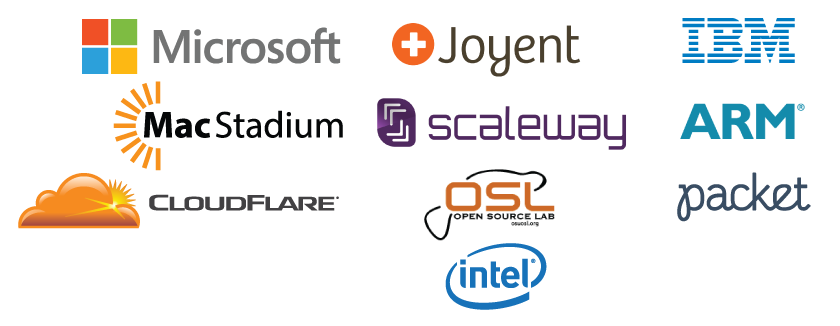 Microsoft
Joyent
IBM
MacStadium
scaleway
ARM®
CLOUDFLARE
OSL
OPEN SOURCE LAB
osuosl.org
packet
intel®